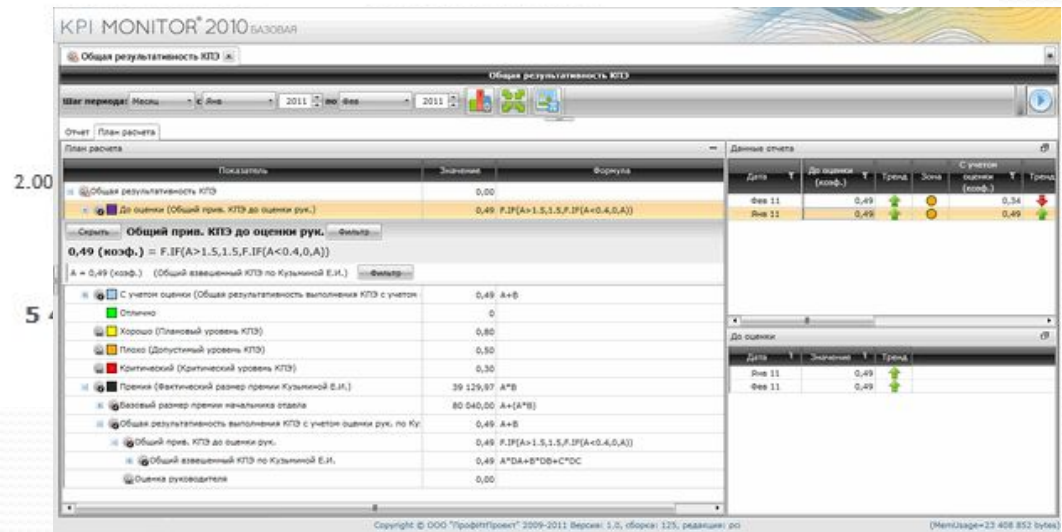 KPI MONITOR® 2010 БАЗОВАЯ
Общая результативность КПЭ
Общая результативность КПЭ
Шаг периода: Месяц с Янв 2011 по Фев 2011
Отчет План расчета
План расчета
Показатель Значение Формула
Общая результативность КПЭ 0,00
До оценки (Общий прив. КПЭ до оценки рук.) 0,49 F.IF(A>1.5,1.5,F.IF(A<0.4,0,A))
Скрыть Общий прив. КПЭ до оценки рук. Фильтр
0,49 (коэф.) = F.IF(A>1.5,1.5,F.IF(A<0.4,0,A))
A = 0,49 (коэф.) (Общий взвешенный КПЭ по Кузьминой Е.И.) Фильтр
С учетом оценки (Общая результативность выполнения КПЭ с учетом 0,49 A+B
Отлично 0
Хорошо (Плановый уровень КПЭ) 0,80
Плохо (Допустимый уровень КПЭ) 0,50
Критический (Критический уровень КПЭ) 0,30
Премия (Фактический размер премии Кузьминой Е.И.) 39 129,97 A*B
Базовый размер премии начальника отдела 80 040,00 A+(A*B)
Общая результативность выполнения КПЭ с учетом оценки рук. по Ку 0,49 A+B
Общий прив. КПЭ до оценки рук. 0,49 F.IF(A>1.5,1.5,F.IF(A<0.4,0,A))
Общий взвешенный КПЭ по Кузьминой Е.И. 0,49 A*DA+B*DB+C*DC
Оценка руководителя 0,00
Данные отчета
Дата До оценки (коэф.) Тренд Зона С учетом оценки (коэф.) Тренд
Фев 11 0,49 0,34
Янв 11 0,49 0,49
До оценки
Дата Значение Тренд
Янв 11 0,49
Фев 11 0,49
2.00
5
Copyright © ООО "ПрофИтПроект" 2009-2011 Версия: 1.0, сборка: 125, редакция: pci
(MemUsage=23 408 852 bytes)